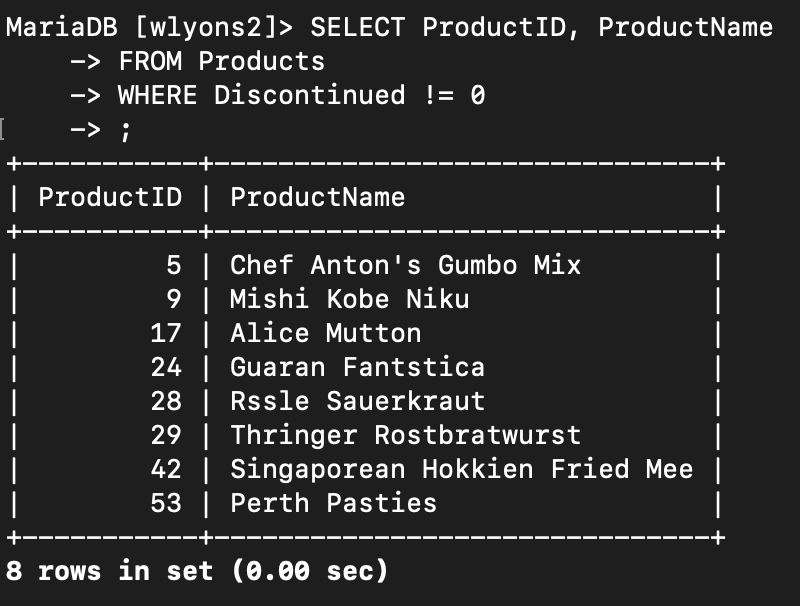 MariaDB [wlyons2]> SELECT ProductID, ProductName
    -> FROM Products
    -> WHERE Discontinued != 0
    -> ;
+-----------+-------------------------------+
| ProductID | ProductName                   |
+-----------+-------------------------------+
|         5 | Chef Anton's Gumbo Mix        |
|         9 | Mishi Kobe Niku               |
|        17 | Alice Mutton                  |
|        24 | Guaran Fantstica              |
|        28 | Rssle Sauerkraut              |
|        29 | Thringer Rostbratwurst        |
|        42 | Singaporean Hokkien Fried Mee |
|        53 | Perth Pasties                 |
+-----------+-------------------------------+
8 rows in set (0.00 sec)